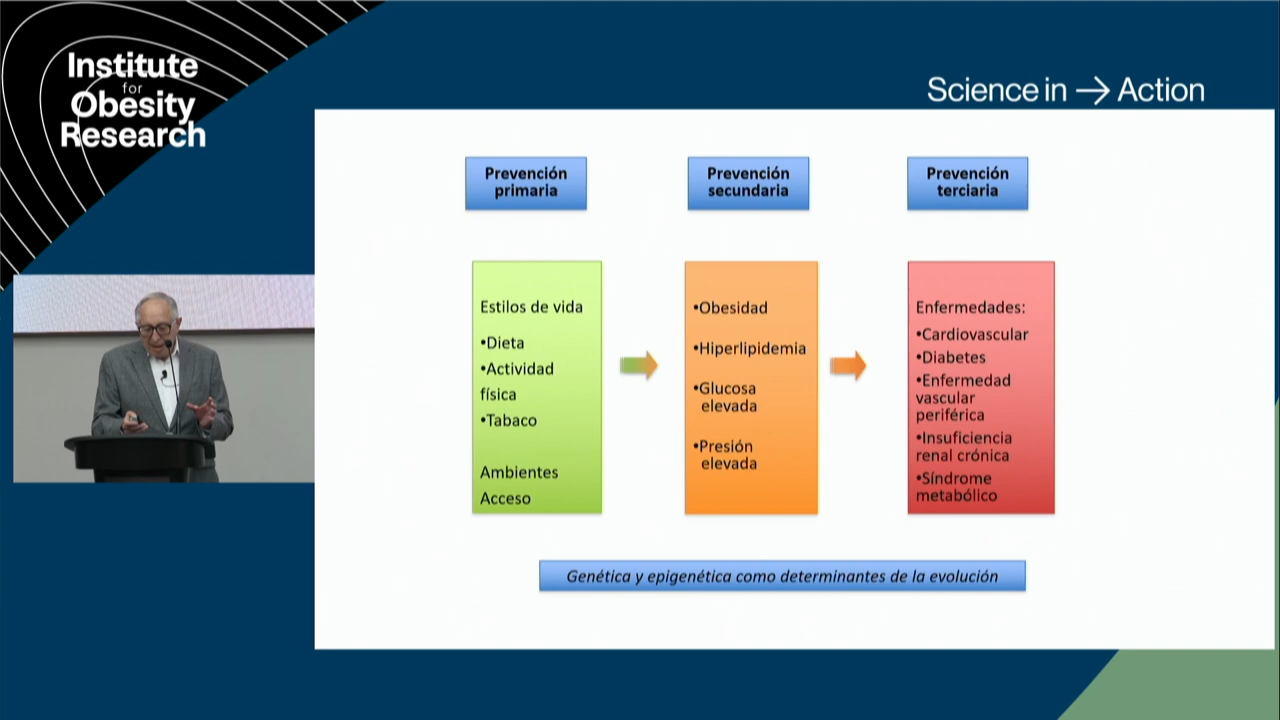 Institute
for
Obesity
Research
Science in → Action
Prevención
primaria
Prevención
secundaria
Prevención
terciaria
Estilos de vida
•Dieta
•Actividad
física
•Tabaco
Ambientes
Acceso
•Obesidad
•Hiperlipidemia
•Glucosa
elevada
•Presión
elevada
Enfermedades:
•Cardiovascular
•Diabetes
•Enfermedad
vascular
periférica
•Insuficiencia
renal crónica
•Síndrome
metabólico
Genética y epigenética como determinantes de la evolución